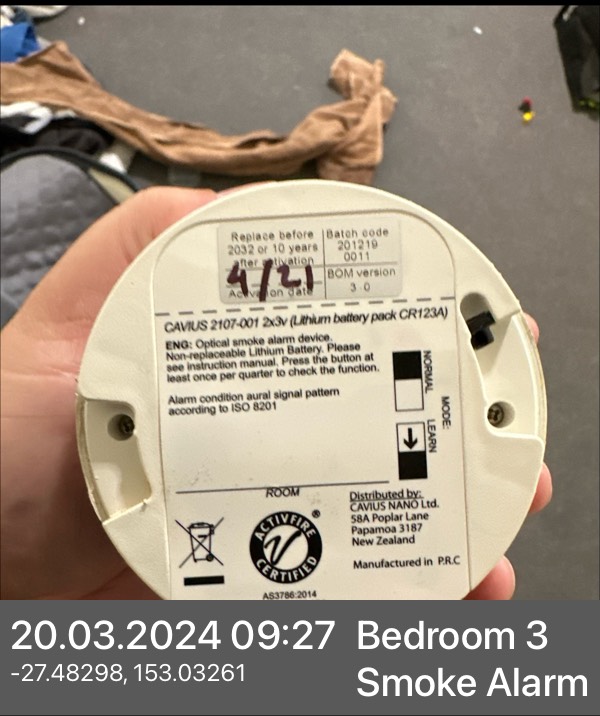 Replace before
2032 or 10 years
after activation
4/21
Activation date
Batch code
201219
0011
BOM version
3.0
CAVIUS 2107-001 2x3v (Lithium battery pack CR123A)
ENG: Optical smoke alarm device.
Non-replaceable Lithium Battery. Please
see instruction manual. Press the button at
least once per quarter to check the function.
Alarm condition aural signal pattern
according to ISO 8201
NORMAL
MODE:
LEARN
ROOM
ACTIVFIRE
®
CERTIFIED
AS3786:2014
Distributed by:
CAVIUS NANO Ltd.
58A Poplar Lane
Papamoa 3187
New Zealand
Manufactured in P.R.C
20.03.2024 09:27
-27.48298, 153.03261
Bedroom 3
Smoke Alarm